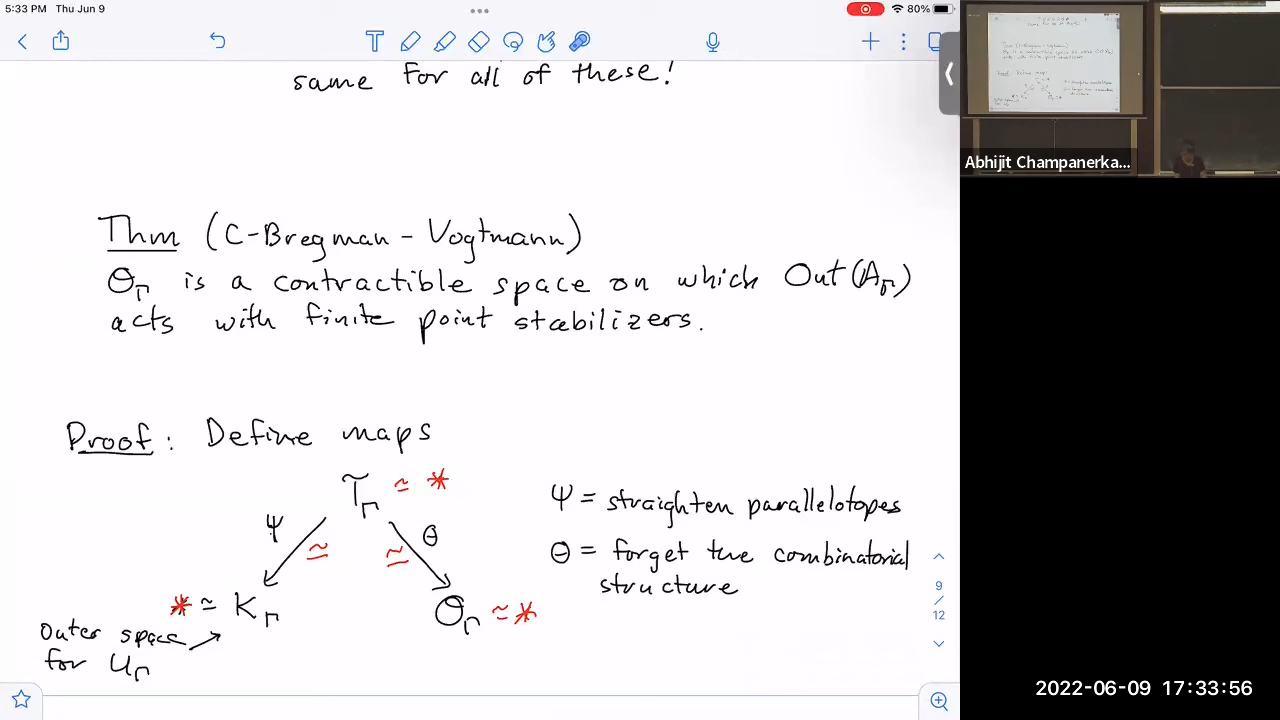 5:33 PM Thu Jun 9
80%
same for all of these!
Thm (C-Bregman-Vogtmann)
O_Γ is a contractible space on which Out(A_Γ)
acts with finite point stabilizers.
Proof: Define maps
T_Γ ≃ *
Ψ ≃ ≃ Θ
* ≃ K_Γ O_Γ ≃ *
Outer space
for U_Γ
Ψ = straighten parallelotopes
Θ = forget the combinatorial
structure
9
/
12
Abhijit Champanerka...
2022-06-09 17:33:56